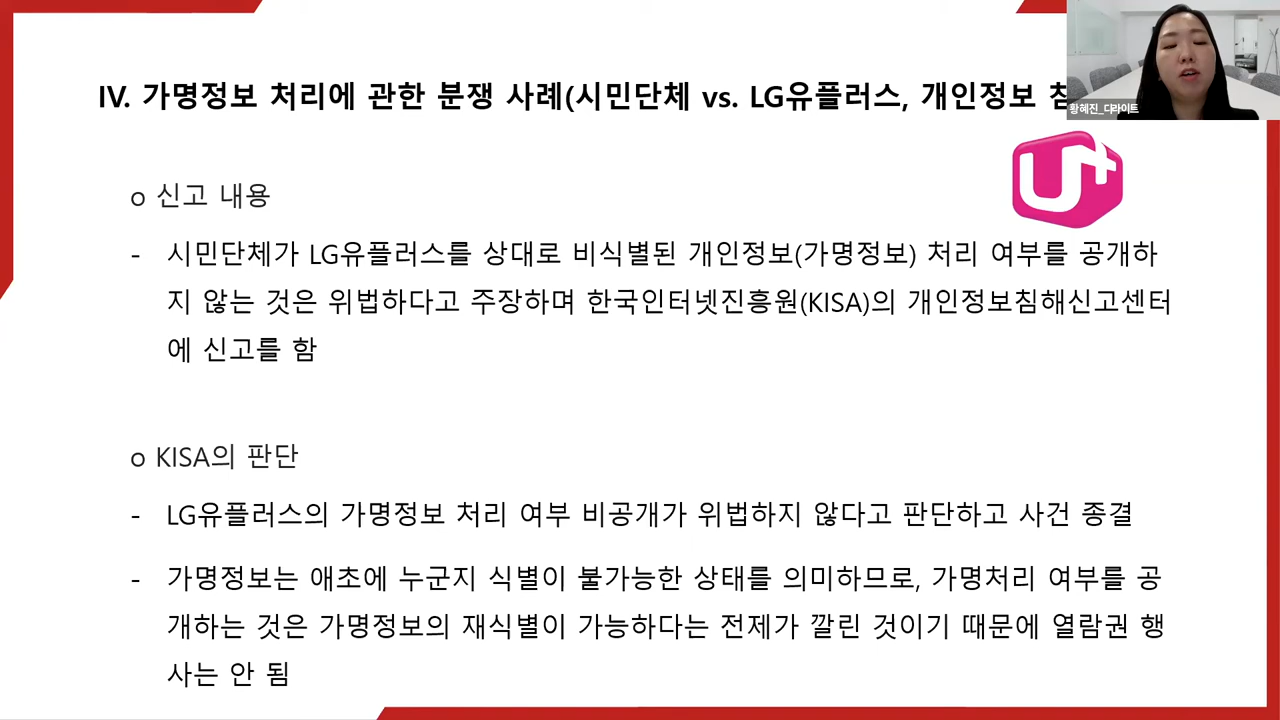 IV. 가명정보 처리에 관한 분쟁 사례(시민단체 vs. LG유플러스, 개인정보 침
황혜진_디라이트
U+
o 신고 내용
- 시민단체가 LG유플러스를 상대로 비식별된 개인정보(가명정보) 처리 여부를 공개하
지 않는 것은 위법하다고 주장하며 한국인터넷진흥원(KISA)의 개인정보침해신고센터
에 신고를 함
o KISA의 판단
- LG유플러스의 가명정보 처리 여부 비공개가 위법하지 않다고 판단하고 사건 종결
- 가명정보는 애초에 누군지 식별이 불가능한 상태를 의미하므로, 가명처리 여부를 공
개하는 것은 가명정보의 재식별이 가능하다는 전제가 깔린 것이기 때문에 열람권 행
사는 안 됨